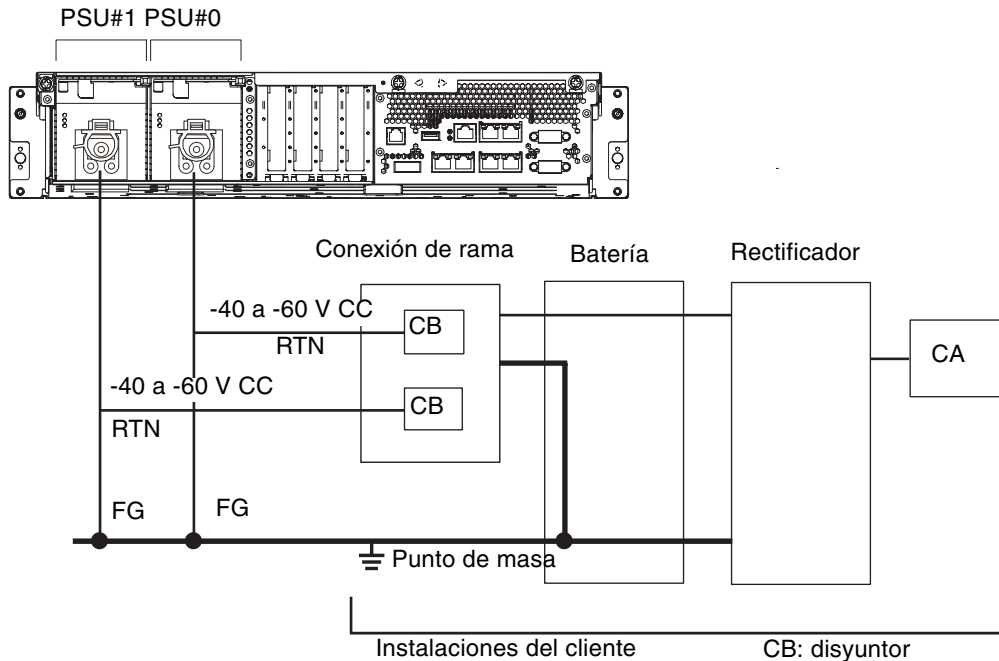 PSU#1 PSU#0
Conexión de rama
Batería
Rectificador
-40 a -60 V CC
RTN
CB
CA
-40 a -60 V CC
RTN
CB
FG
FG
Punto de masa
Instalaciones del cliente
CB: disyuntor